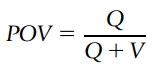 POV = Q / (Q + V)